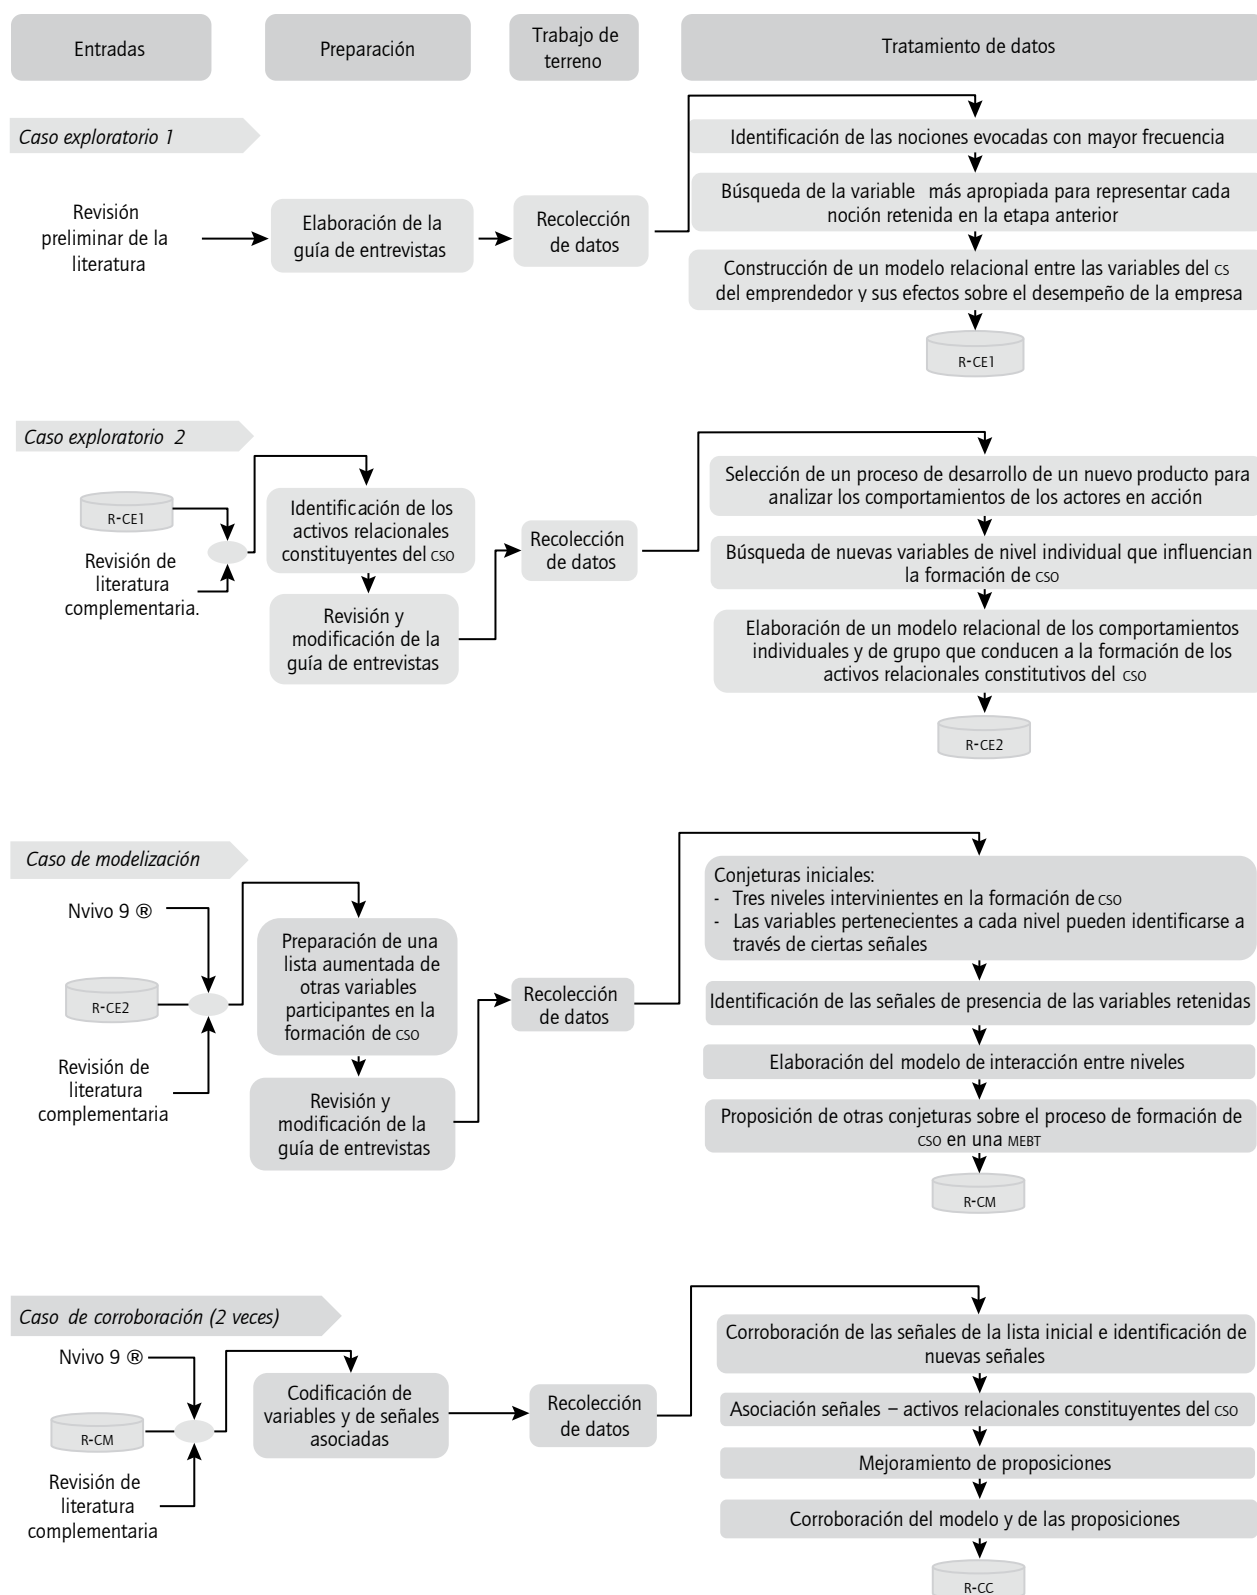 Entradas
Preparación
Trabajo de
terreno
Tratamiento de datos
Caso exploratorio 1
Revisión
preliminar de la
literatura
Elaboración de la
guía de entrevistas
Recolección
de datos
Identificación de las nociones evocadas con mayor frecuencia
Búsqueda de la variable más apropiada para representar cada
noción retenida en la etapa anterior
Construcción de un modelo relacional entre las variables del CS
del emprendedor y sus efectos sobre el desempeño de la empresa
R-CE1
Caso exploratorio 2
R-CE1
Revisión de
literatura
complementaria.
Identificación de los
activos relacionales
constituyentes del CSO
Revisión y
modificación de la
guía de entrevistas
Recolección
de datos
Selección de un proceso de desarrollo de un nuevo producto para
analizar los comportamientos de los actores en acción
Búsqueda de nuevas variables de nivel individual que influencian
la formación de CSO
Elaboración de un modelo relacional de los comportamientos
individuales y de grupo que conducen a la formación de los
activos relacionales constitutivos del CSO
R-CE2
Caso de modelización
Nvivo 9 ®
R-CE2
Revisión de
literatura
complementaria
Preparación de una
lista aumentada de
otras variables
participantes en la
formación de CSO
Revisión y
modificación de la
guía de entrevistas
Recolección
de datos
Conjeturas iniciales:
- Tres niveles intervinientes en la formación de CSO
- Las variables pertenecientes a cada nivel pueden identificarse a
través de ciertas señales
Identificación de las señales de presencia de las variables retenidas
Elaboración del modelo de interacción entre niveles
Proposición de otras conjeturas sobre el proceso de formación de
CSO en una MEBT
R-CM
Caso de corroboración (2 veces)
Nvivo 9 ®
R-CM
Revisión de
literatura
complementaria
Codificación de
variables y de señales
asociadas
Recolección
de datos
Corroboración de las señales de la lista inicial e identificación de
nuevas señales
Asociación señales – activos relacionales constituyentes del CSO
Mejoramiento de proposiciones
Corroboración del modelo y de las proposiciones
R-CC